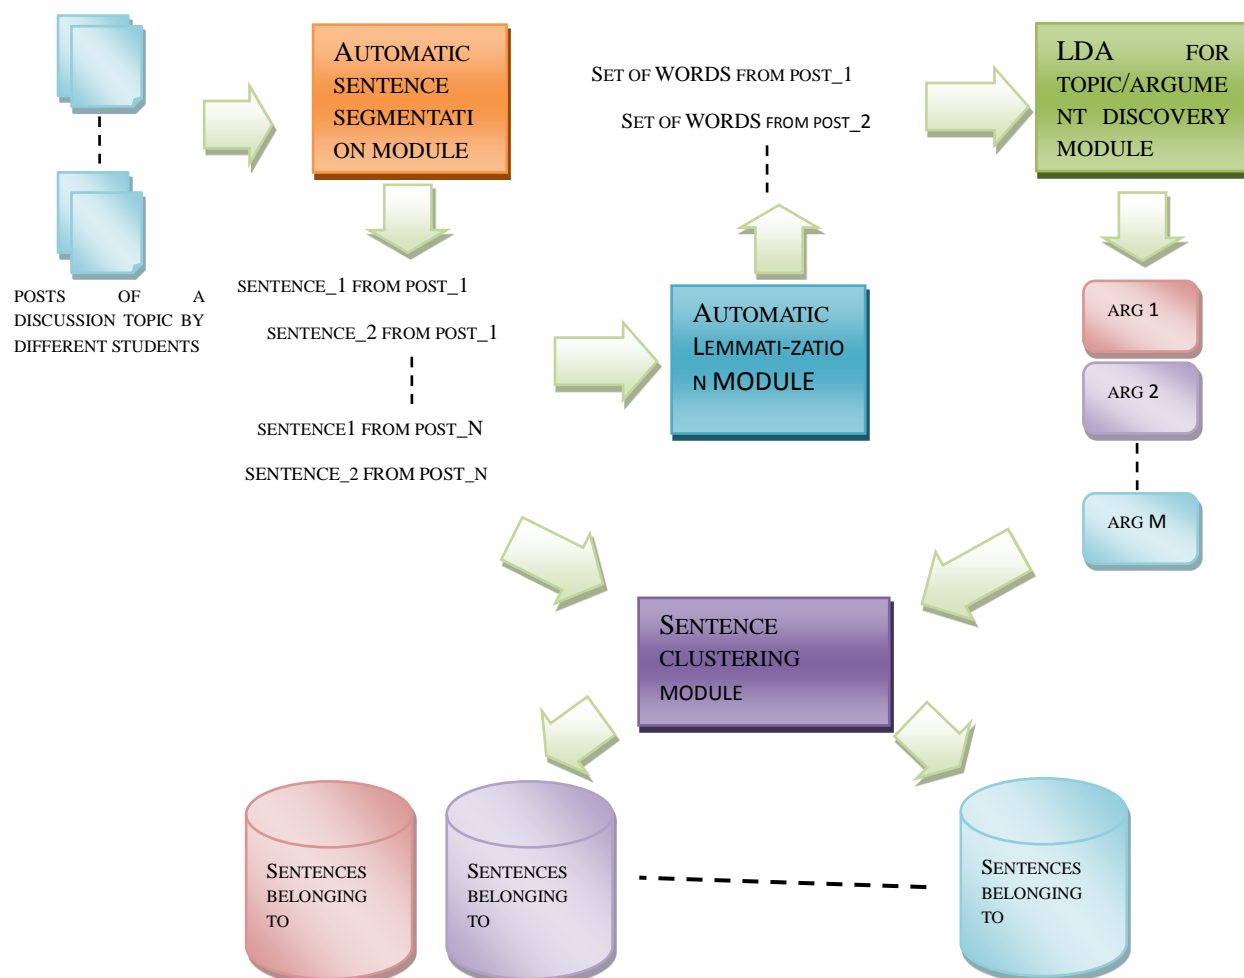 POSTS OF A
DISCUSSION TOPIC BY
DIFFERENT STUDENTS
AUTOMATIC
SENTENCE
SEGMENTATI
ON MODULE
SENTENCE_1 FROM POST_1
SENTENCE_2 FROM POST_1
SENTENCE1 FROM POST_N
SENTENCE_2 FROM POST_N
AUTOMATIC
LEMMATI-ZATIO
N MODULE
SET OF WORDS FROM POST_1
SET OF WORDS FROM POST_2
LDA FOR
TOPIC/ARGUME
NT DISCOVERY
MODULE
ARG 1
ARG 2
ARG M
SENTENCE
CLUSTERING
MODULE
SENTENCES
BELONGING
TO
SENTENCES
BELONGING
TO
SENTENCES
BELONGING
TO